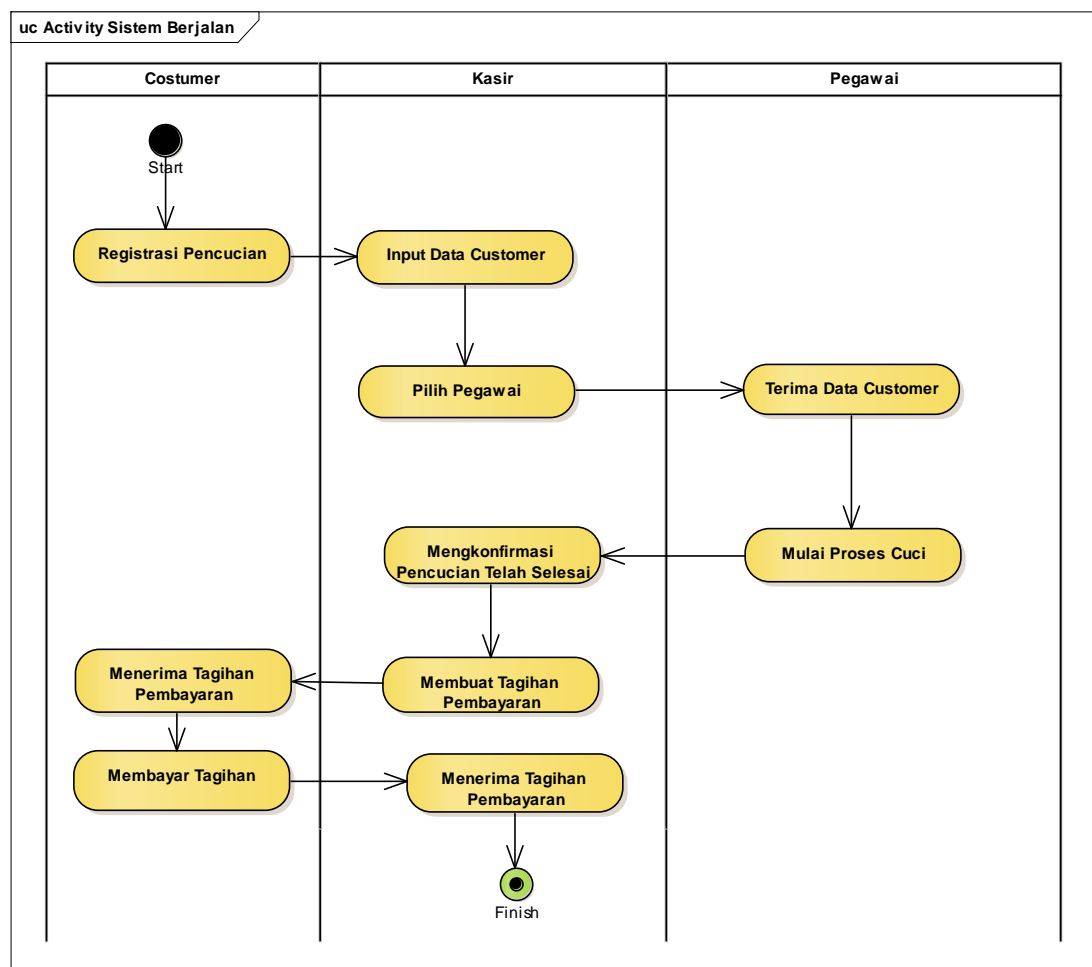 uc Activity Sistem Berjalan
Costumer
Kasir
Pegawai
Start
Registrasi Pencucian
Input Data Customer
Pilih Pegawai
Terima Data Customer
Mengkonfirmasi
Pencucian Telah Selesai
Mulai Proses Cuci
Menerima Tagihan
Pembayaran
Membuat Tagihan
Pembayaran
Membayar Tagihan
Menerima Tagihan
Pembayaran
Finish